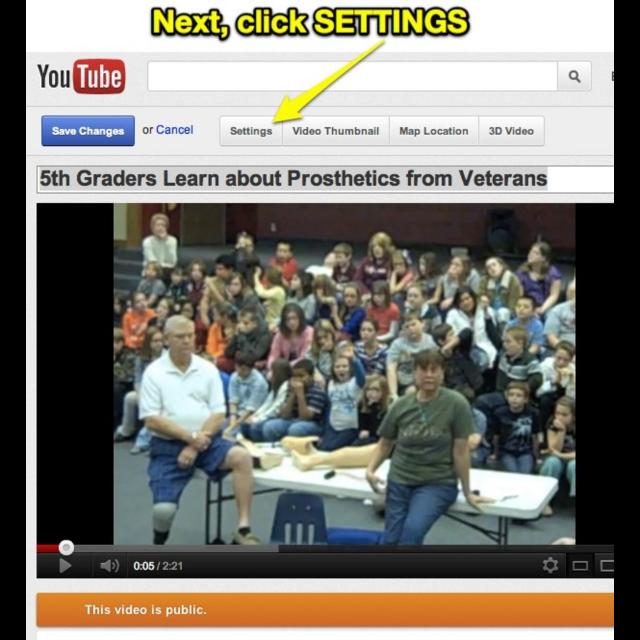 Next, click SETTINGS
YouTube
Save Changes or Cancel Settings Video Thumbnail Map Location 3D Video
5th Graders Learn about Prosthetics from Veterans
0:05 / 2:21
This video is public.